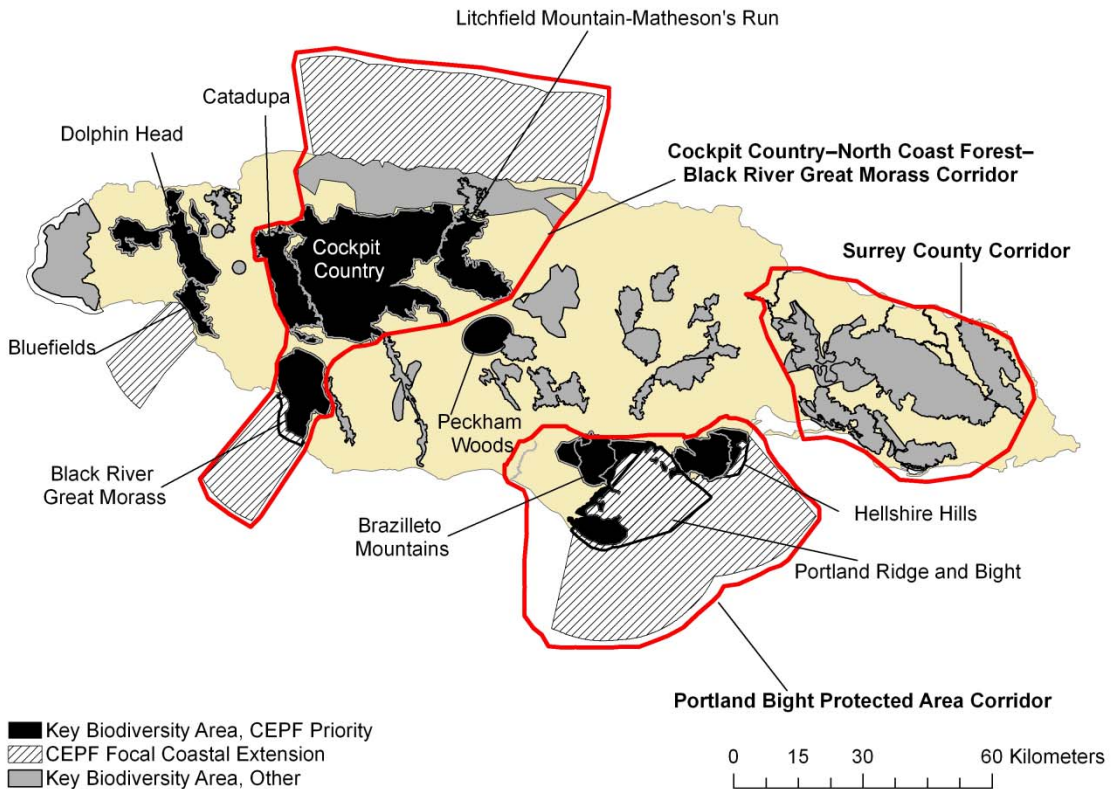 Litchfield Mountain-Matheson's Run
Catadupa
Dolphin Head
Cockpit Country–North Coast Forest–
Black River Great Morass Corridor
Cockpit
Country
Surrey County Corridor
Bluefields
Peckham
Woods
Black River
Great Morass
Brazilleto
Mountains
Hellshire Hills
Portland Ridge and Bight
Portland Bight Protected Area Corridor
Key Biodiversity Area, CEPF Priority
CEPF Focal Coastal Extension
Key Biodiversity Area, Other
0 15 30 60 Kilometers